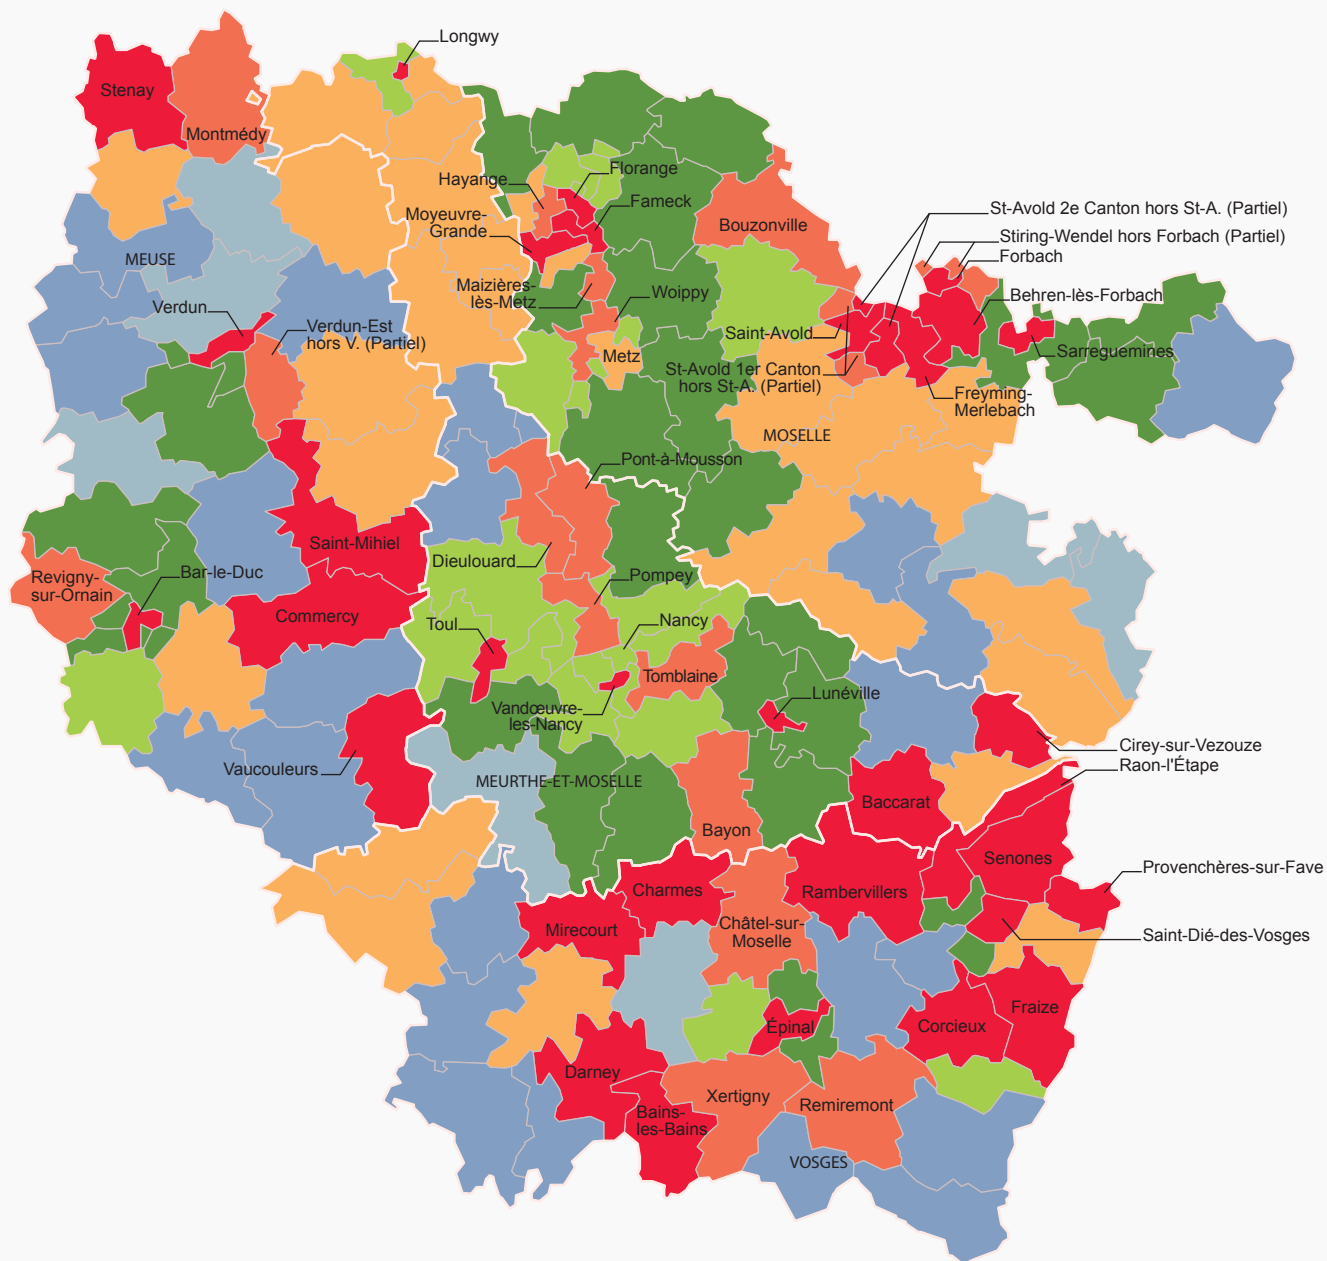 Longwy
Stenay
Montmédy
Florange
Hayange
Fameck
Moyeuvre-
Grande
St-Avold 2e Canton hors St-A. (Partiel)
Bouzonville
Stiring-Wendel hors Forbach (Partiel)
Forbach
MEUSE
Maizières-
lès-Metz
Woippy
Behren-lès-Forbach
Verdun
Verdun-Est
hors V. (Partiel)
Saint-Avold
Metz
Sarreguemines
St-Avold 1er Canton
hors St-A. (Partiel)
Freyming-
Merlebach
MOSELLE
Pont-à-Mousson
Saint-Mihiel
Dieulouard
Bar-le-Duc
Pompey
Revigny-
sur-Ornain
Commercy
Toul
Nancy
Tomblaine
Lunéville
Vandœuvre-
les-Nancy
Cirey-sur-Vezouze
Raon-l'Étape
Vaucouleurs
MEURTHE-ET-MOSELLE
Baccarat
Bayon
Senones
Provenchères-sur-Fave
Charmes
Rambervillers
Châtel-sur-
Moselle
Mirecourt
Saint-Dié-des-Vosges
Fraize
Épinal
Corcieux
Darney
Xertigny
Remiremont
Bains-
les-Bains
VOSGES